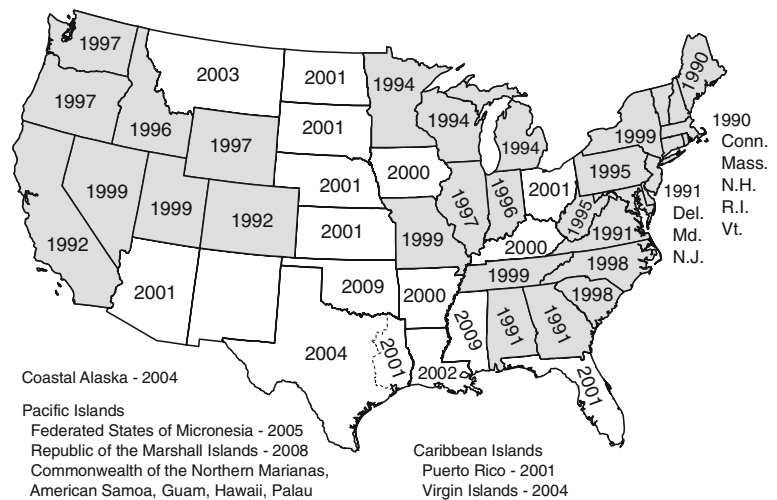 1997
2003
2001
1994
1990
1997
1996
1997
2001
1994
1994
1999
1990
Conn.
Mass.
N.H.
R.I.
Vt.
1999
1999
1992
2001
2000
1997
1996
2001
1995
1995
1991
Del.
Md.
N.J.
1992
2001
1999
2000
1991
2001
2009
2000
1999
1998
1998
2004
2001
2002
2009
1991
1991
2001
Coastal Alaska - 2004
Pacific Islands
Federated States of Micronesia - 2005
Republic of the Marshall Islands - 2008
Commonwealth of the Northern Marianas,
American Samoa, Guam, Hawaii, Palau
Caribbean Islands
Puerto Rico - 2001
Virgin Islands - 2004